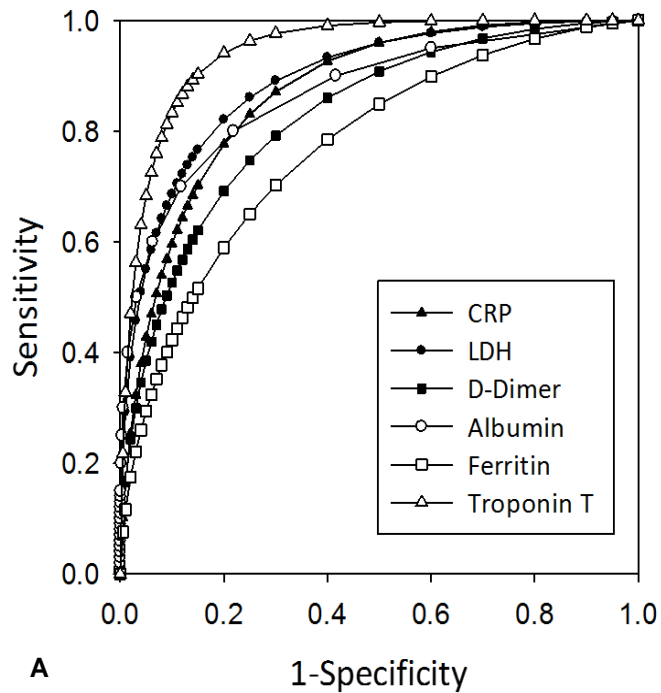 1.0
0.8
0.6
0.4
0.2
0.0
Sensitivity
CRP
LDH
D-Dimer
Albumin
Ferritin
Troponin T
0.0 0.2 0.4 0.6 0.8 1.0
A 1-Specificity